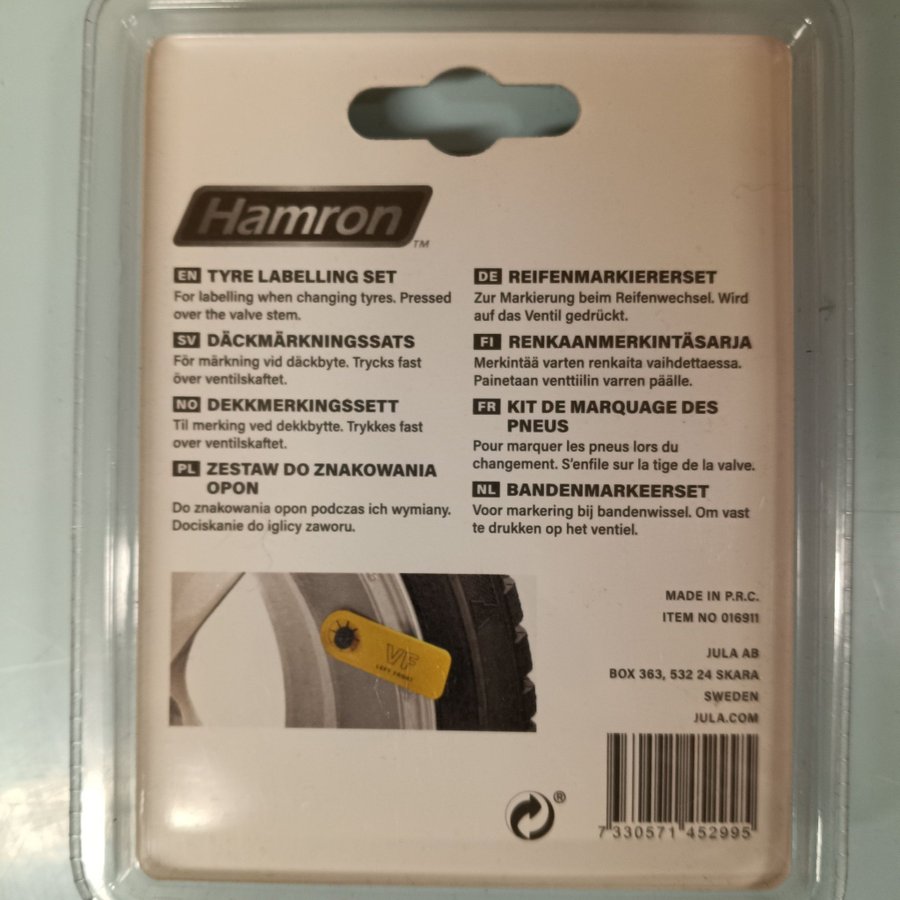 Hamron
TM
EN TYRE LABELLING SET
For labelling when changing tyres. Pressed
over the valve stem.
SV DÄCKMÄRKNINGSSATS
För märkning vid däckbyte. Trycks fast
över ventilskaftet.
NO DEKKMERKINGSSETT
Til merking ved dekkbytte. Trykkes fast
over ventilskaftet.
PL ZESTAW DO ZNAKOWANIA
OPON
Do znakowania opon podczas ich wymiany.
Dociskanie do iglicy zaworu.
DE REIFENMARKIERERSET
Zur Markierung beim Reifenwechsel. Wird
auf das Ventil gedrückt.
FI RENKAANMERKINTÄSARJA
Merkintää varten renkaita vaihdettaessa.
Painetaan venttiilin varren päälle.
FR KIT DE MARQUAGE DES
PNEUS
Pour marquer les pneus lors du
changement. S'enfile sur la tige de la valve.
NL BANDENMARKEERSET
Voor markering bij bandenwissel. Om vast
te drukken op het ventiel.
VF
LEFT FRONT
MADE IN P.R.C.
ITEM NO 016911
JULA AB
BOX 363, 532 24 SKARA
SWEDEN
JULA.COM
®
7 330571 452995